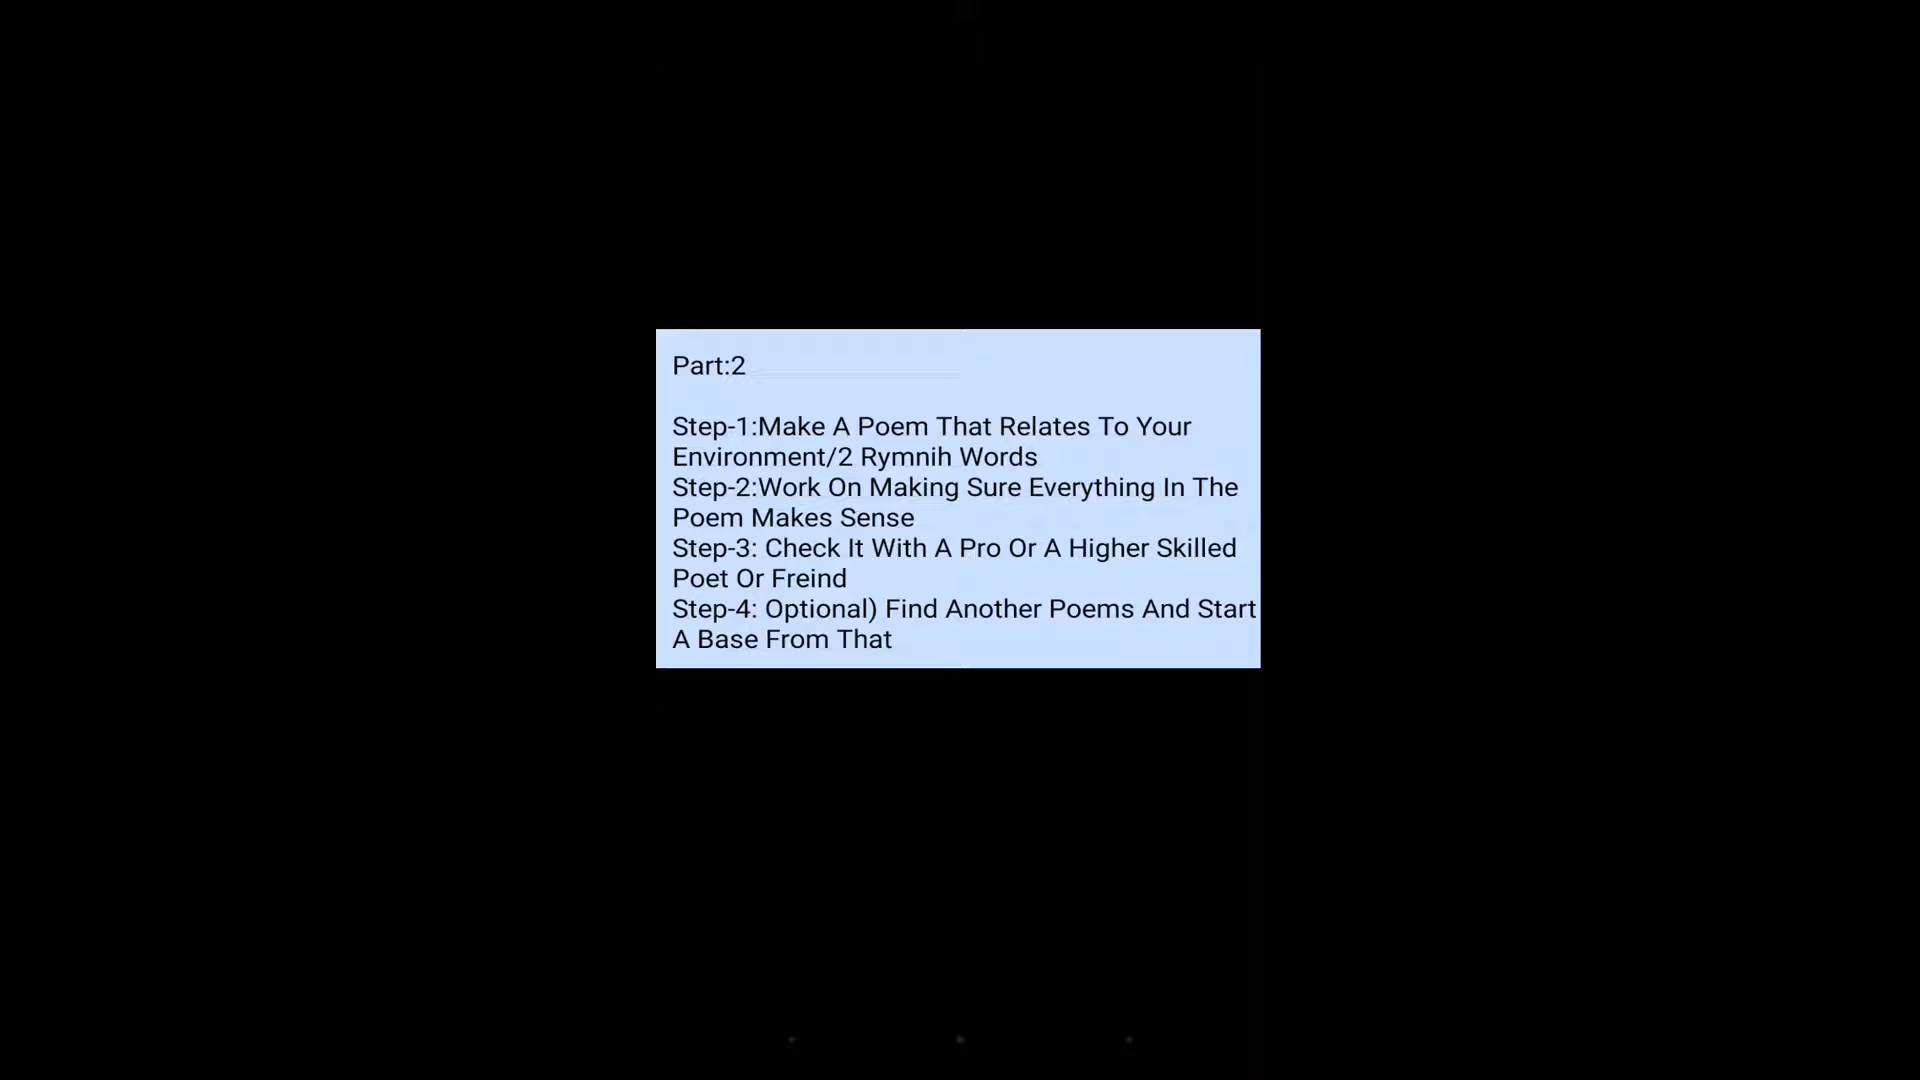 Part:2
Step-1:Make A Poem That Relates To Your
Environment/2 Rymnih Words
Step-2:Work On Making Sure Everything In The
Poem Makes Sense
Step-3: Check It With A Pro Or A Higher Skilled
Poet Or Freind
Step-4: Optional) Find Another Poems And Start
A Base From That